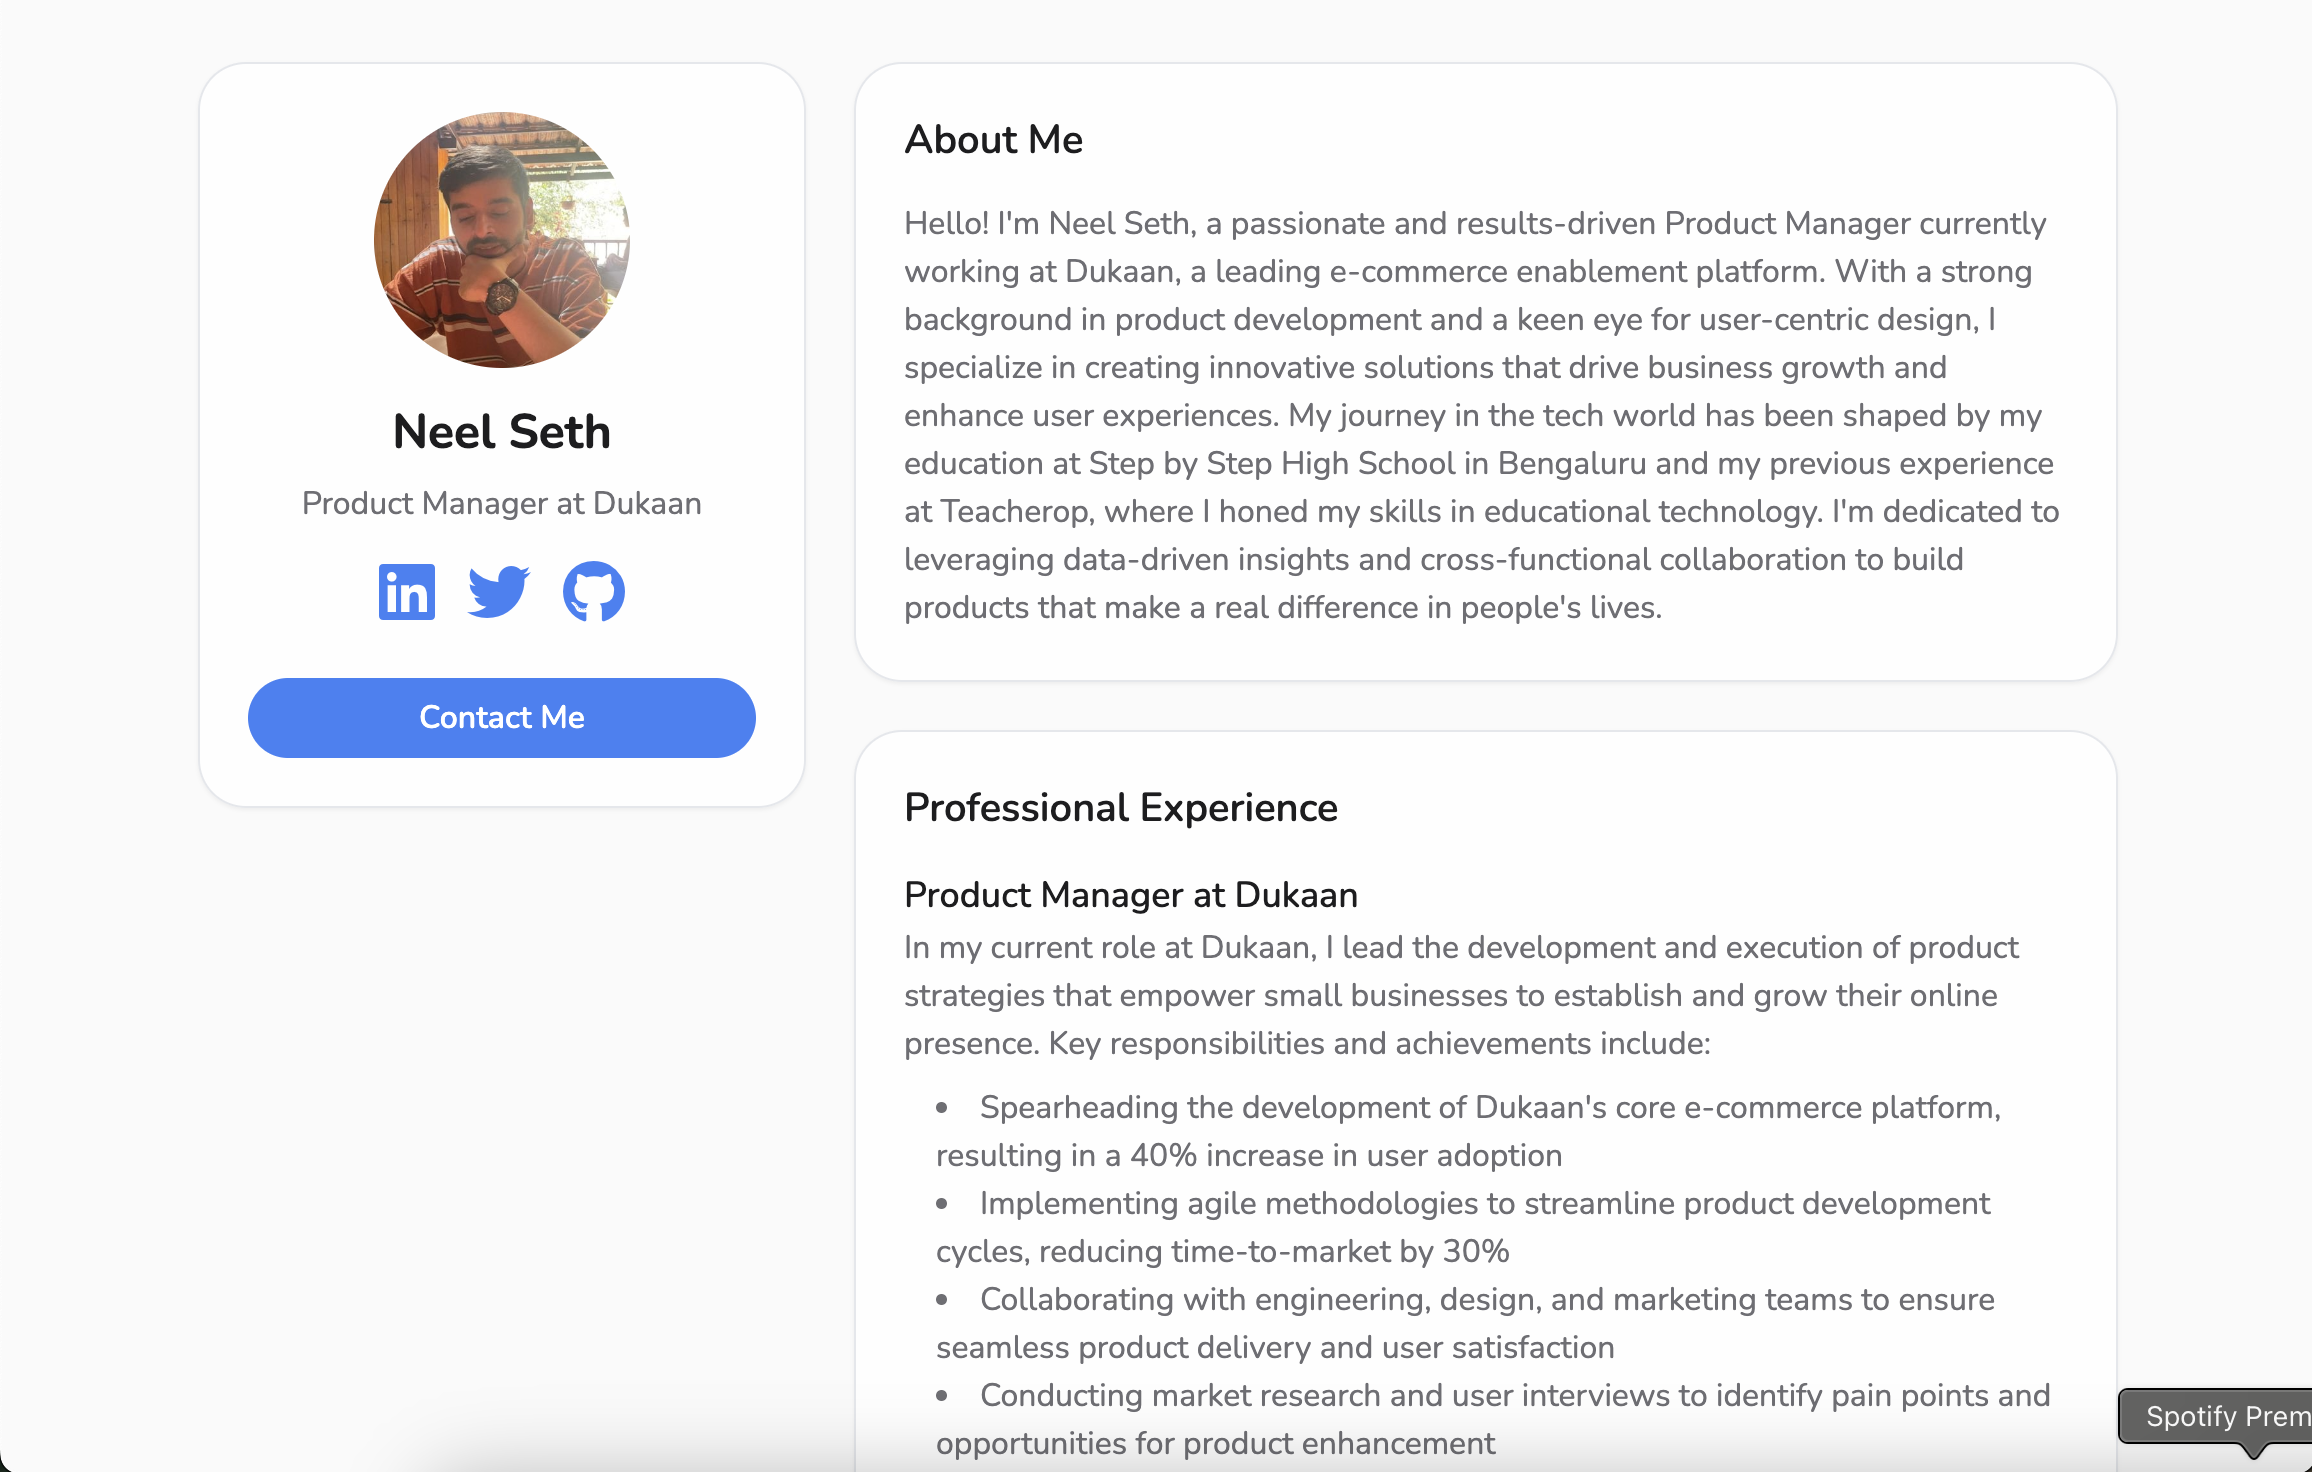 Neel Seth
Product Manager at Dukaan
in
Contact Me
About Me
Hello! I'm Neel Seth, a passionate and results-driven Product Manager currently
working at Dukaan, a leading e-commerce enablement platform. With a strong
background in product development and a keen eye for user-centric design, I
specialize in creating innovative solutions that drive business growth and
enhance user experiences. My journey in the tech world has been shaped by my
education at Step by Step High School in Bengaluru and my previous experience
at Teacherop, where I honed my skills in educational technology. I'm dedicated to
leveraging data-driven insights and cross-functional collaboration to build
products that make a real difference in people's lives.
Professional Experience
Product Manager at Dukaan
In my current role at Dukaan, I lead the development and execution of product
strategies that empower small businesses to establish and grow their online
presence. Key responsibilities and achievements include:
• Spearheading the development of Dukaan's core e-commerce platform,
resulting in a 40% increase in user adoption
• Implementing agile methodologies to streamline product development
cycles, reducing time-to-market by 30%
• Collaborating with engineering, design, and marketing teams to ensure
seamless product delivery and user satisfaction
• Conducting market research and user interviews to identify pain points and
opportunities for product enhancement
Spotify Prem